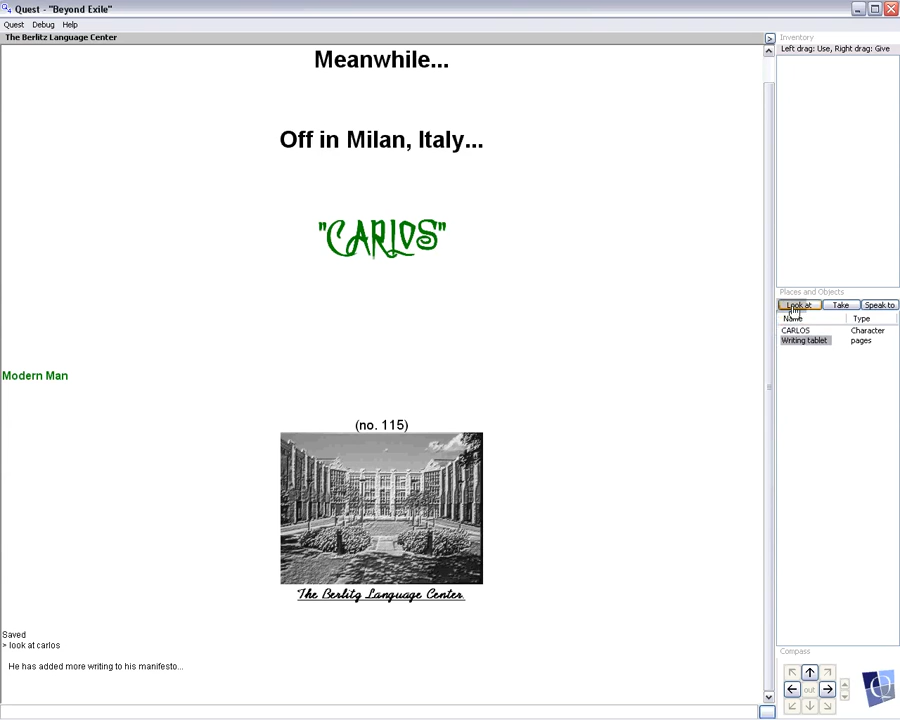 Quest - "Beyond Exile"
Quest Debug Help
The Berlitz Language Center
Inventory
Left drag: Use, Right drag: Give
Meanwhile...
Off in Milan, Italy...
"CARLOS"
Places and Objects
Look at Take Speak to
Name Type
CARLOS Character
Writing tablet pages
Modern Man
(no. 115)
The Berlitz Language Center.
Saved
> look at carlos
He has added more writing to his manifesto...
Compass
out